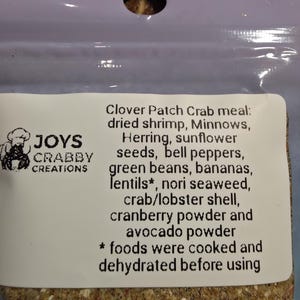 JOYS
CRABBY
CREATIONS
Clover Patch Crab meal:
dried shrimp, Minnows,
Herring, sunflower
seeds, bell peppers,
green beans, bananas,
lentils*, nori seaweed,
crab/lobster shell,
cranberry powder and
avocado powder
* foods were cooked and
dehydrated before using